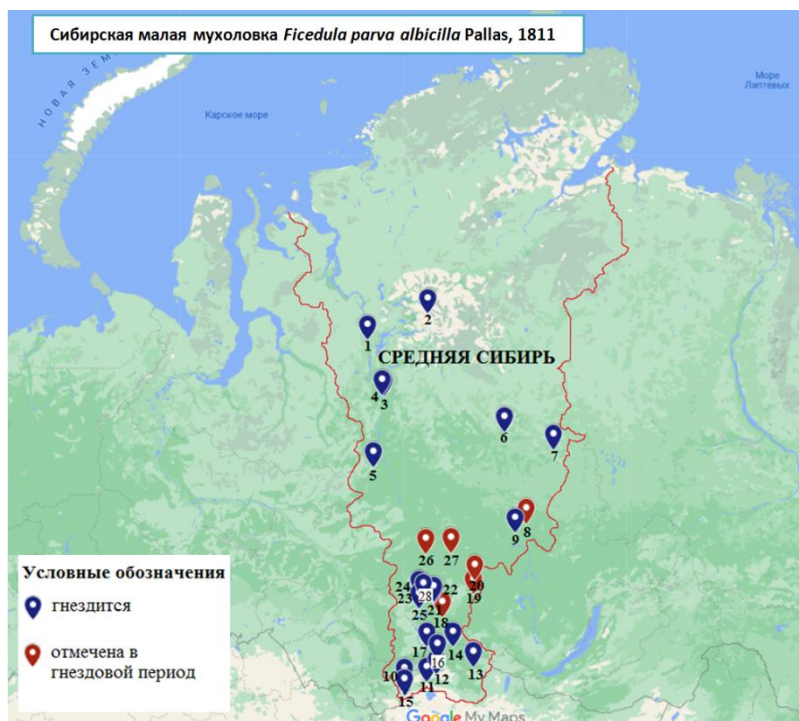 Сибирская малая мухоловка Ficedula parva albicilla Pallas, 1811
НОВАЯ ЗЕМ
Карское море
Море
Лаптевых
2
1
СРЕДНЯЯ СИБИРЬ
4
3
6
7
5
8
9
26
27
20
19
24
23
28
22
21
25
18
17
14
16
13
10
12
11
15
Условные обозначения
гнездится
отмечена в
гнездовой период
Google My Maps